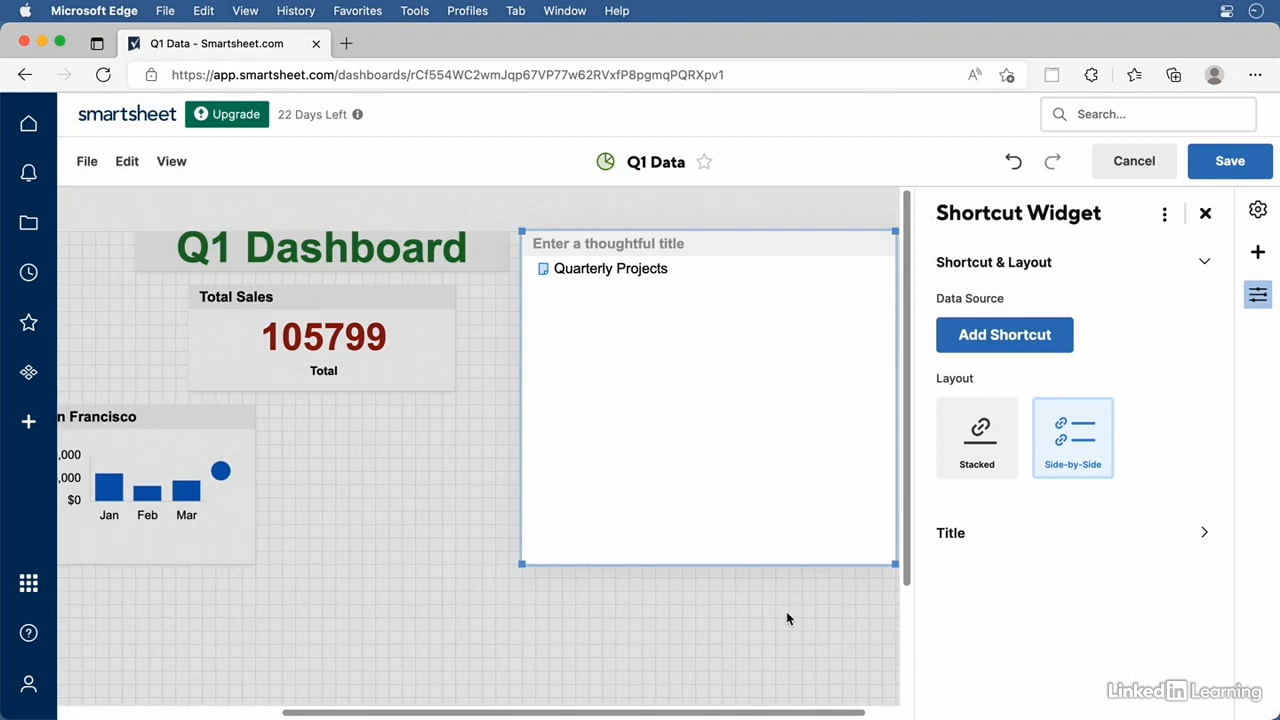 Microsoft Edge File Edit View History Favorites Tools Profiles Tab Window Help
Q1 Data - Smartsheet.com
https://app.smartsheet.com/dashboards/rCf554WC2wmJqp67VP77w62RVxfP8pgmqPQRXpv1
smartsheet Upgrade 22 Days Left Search...
File Edit View Q1 Data Cancel Save
Q1 Dashboard
Total Sales
105799
Total
n Francisco
,000
,000
$0
Jan Feb Mar
Enter a thoughtful title
Quarterly Projects
Shortcut Widget
Shortcut & Layout
Data Source
Add Shortcut
Layout
Stacked Side-by-Side
Title
LinkedIn Learning